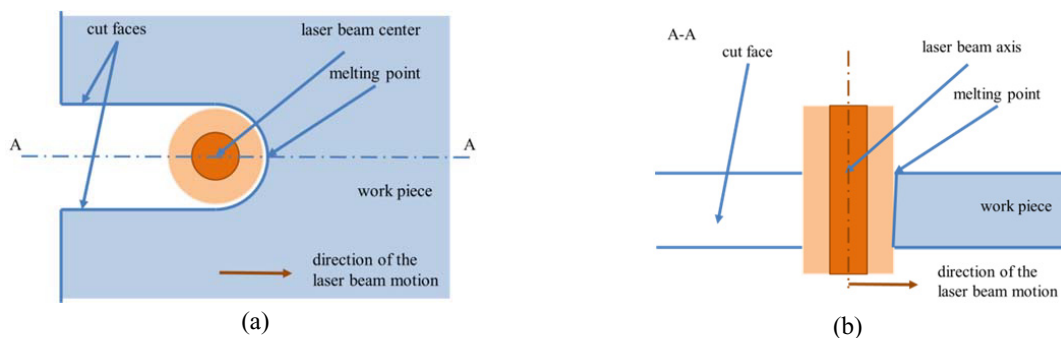 cut faces
laser beam center
melting point
A
A
work piece
direction of the
laser beam motion
(a)
A-A
cut face
laser beam axis
melting point
work piece
direction of the
laser beam motion
(b)